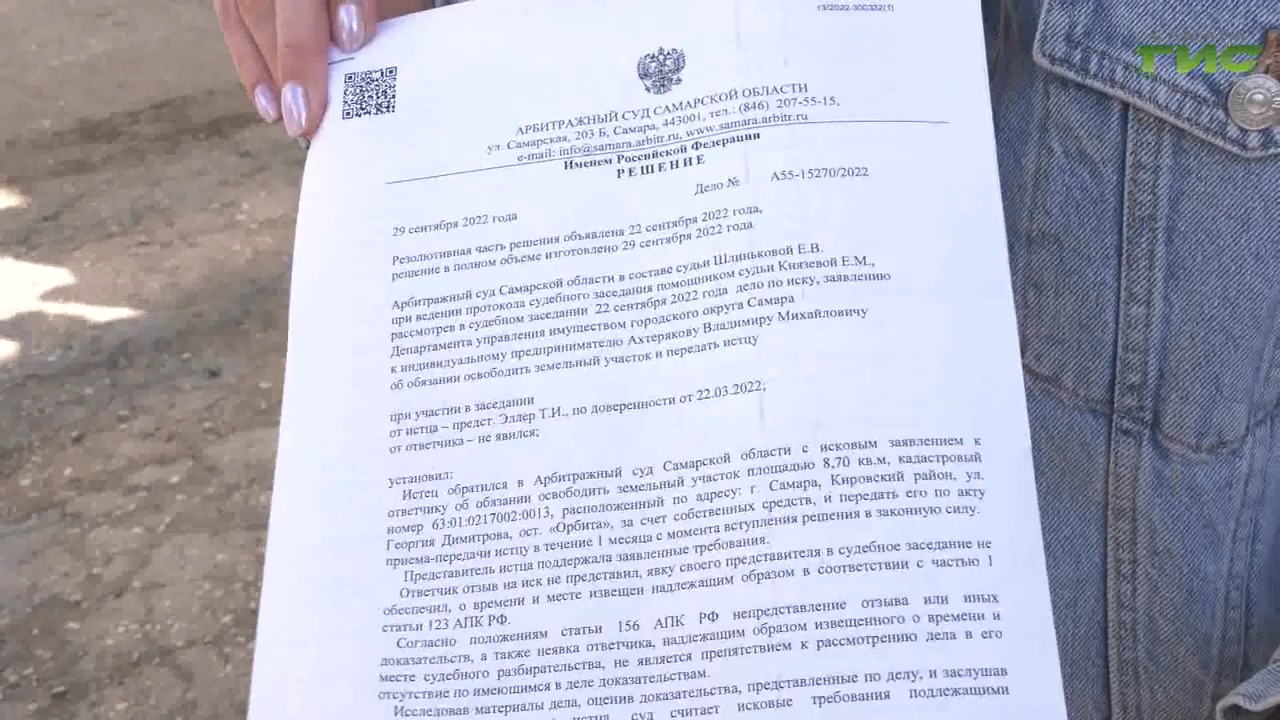 13/2022-300332(1)
ТИС
АРБИТРАЖНЫЙ СУД САМАРСКОЙ ОБЛАСТИ
ул. Самарская, 203 Б, Самара, 443001, тел.: (846) 207-55-15,
e-mail: info@samara.arbitr.ru, www.samara.arbitr.ru
Именем Российской Федерации
РЕШЕНИЕ
Дело № А55-15270/2022
29 сентября 2022 года
Резолютивная часть решения объявлена 22 сентября 2022 года,
решение в полном объеме изготовлено 29 сентября 2022 года
Арбитражный суд Самарской области в составе судьи Шлиньковой Е.В.
при ведении протокола судебного заседания помощником судьи Князевой Е.М.,
рассмотрев в судебном заседании 22 сентября 2022 года дело по иску, заявлению
Департамента управления имуществом городского округа Самара
к индивидуальному предпринимателю Ахтерякову Владимиру Михайловичу
об обязании освободить земельный участок и передать истцу
при участии в заседании
от истца – предст. Эллер Т.И., по доверенности от 22.03.2022;
от ответчика – не явился;
установил:
Истец обратился в Арбитражный суд Самарской области с исковым заявлением к
ответчику об обязании освободить земельный участок площадью 8,70 кв.м, кадастровый
номер 63:01:0217002:0013, расположенный по адресу: г. Самара, Кировский район, ул.
Георгия Димитрова, ост. «Орбита», за счет собственных средств, и передать его по акту
приема-передачи истцу в течение 1 месяца с момента вступления решения в законную силу.
Представитель истца поддержала заявленные требования.
Ответчик отзыв на иск не представил, явку своего представителя в судебное заседание не
обеспечил, о времени и месте извещен надлежащим образом в соответствии с частью 1
статьи 123 АПК РФ.
Согласно положениям статьи 156 АПК РФ непредставление отзыва или иных
доказательств, а также неявка ответчика, надлежащим образом извещенного о времени и
месте судебного разбирательства, не является препятствием к рассмотрению дела в его
отсутствие по имеющимся в деле доказательствам.
Исследовав материалы дела, оценив доказательства, представленные по делу, и заслушав
истца, суд считает исковые требования подлежащими